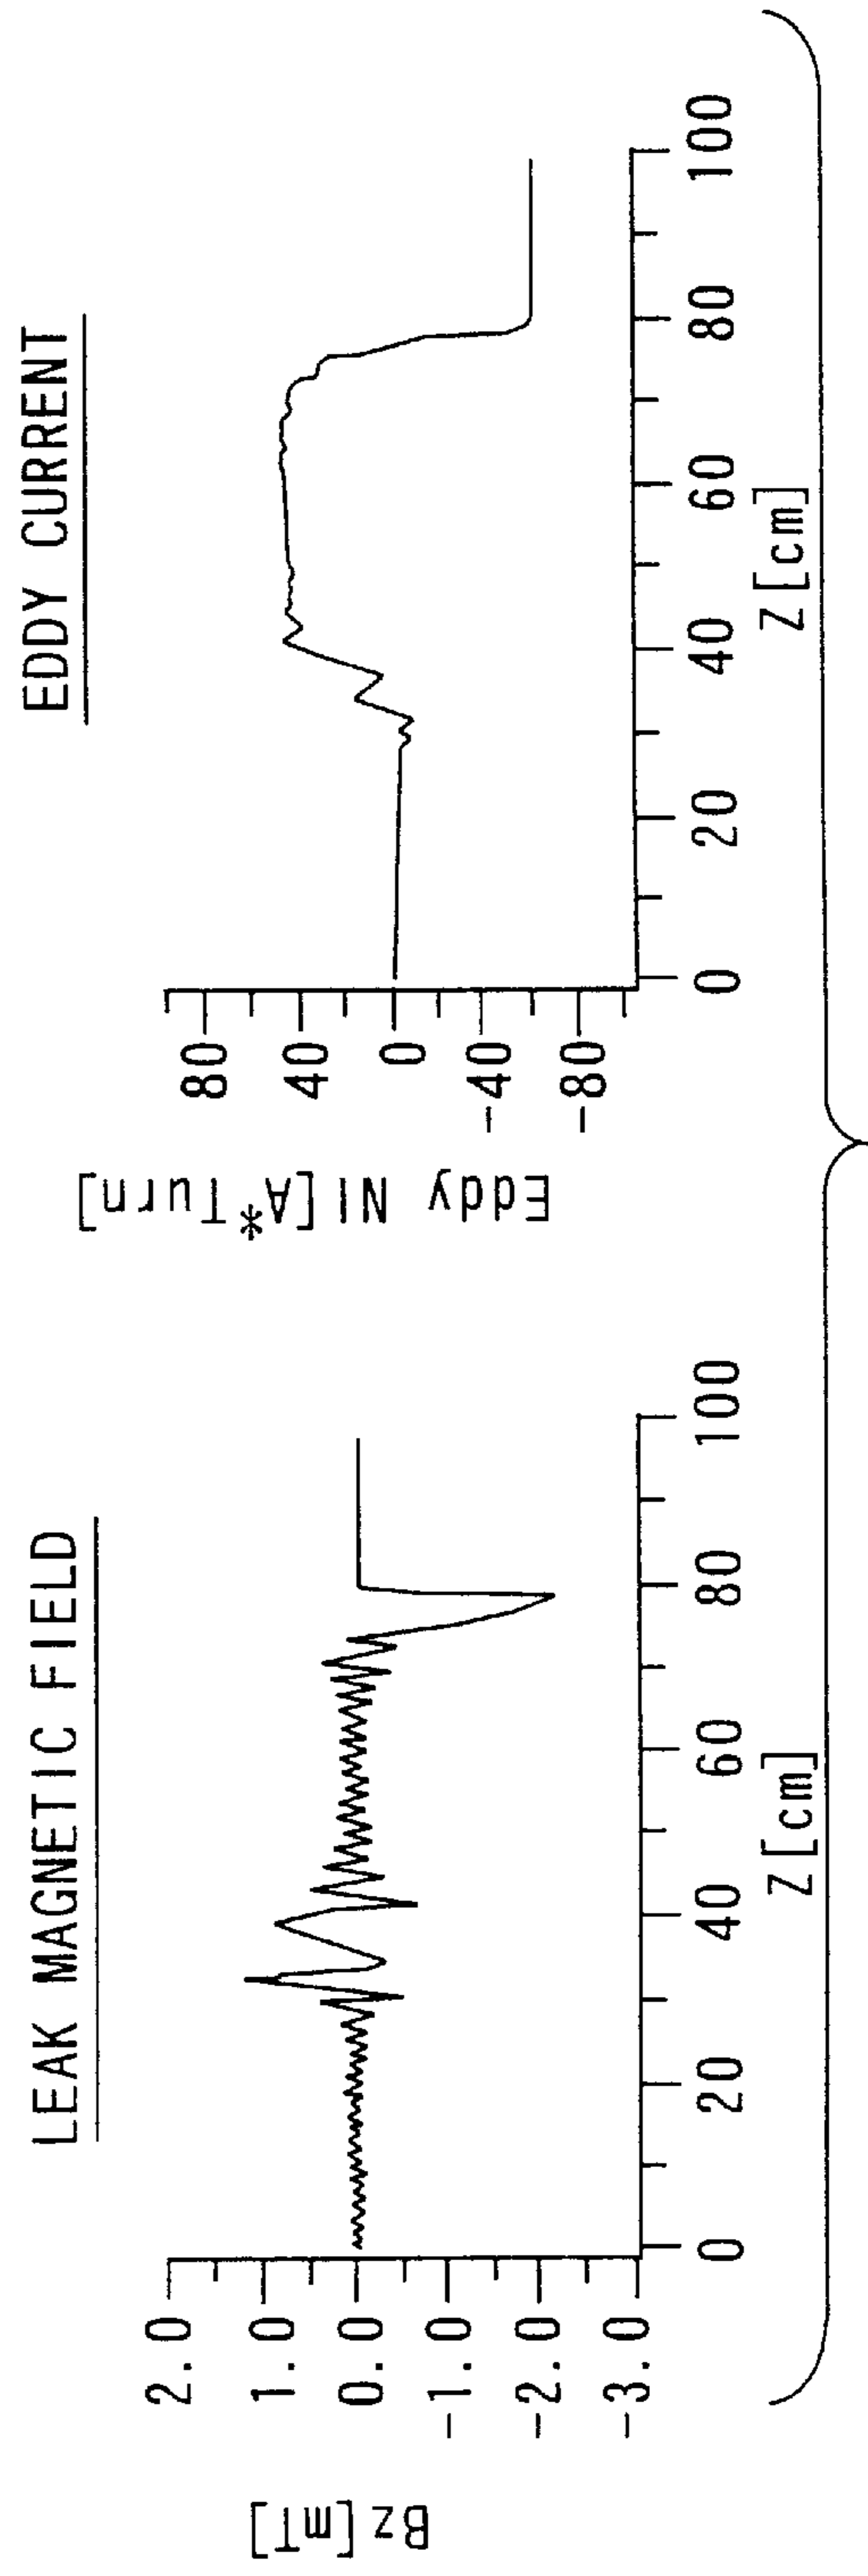 LEAK MAGNETIC FIELD
Bz [mT]
2.0
1.0
0.0
-1.0
-2.0
-3.0
0 20 40 60 80 100
Z [cm]
EDDY CURRENT
Eddy NI [A*Turn]
80
40
0
-40
-80
0 20 40 60 80 100
Z [cm]